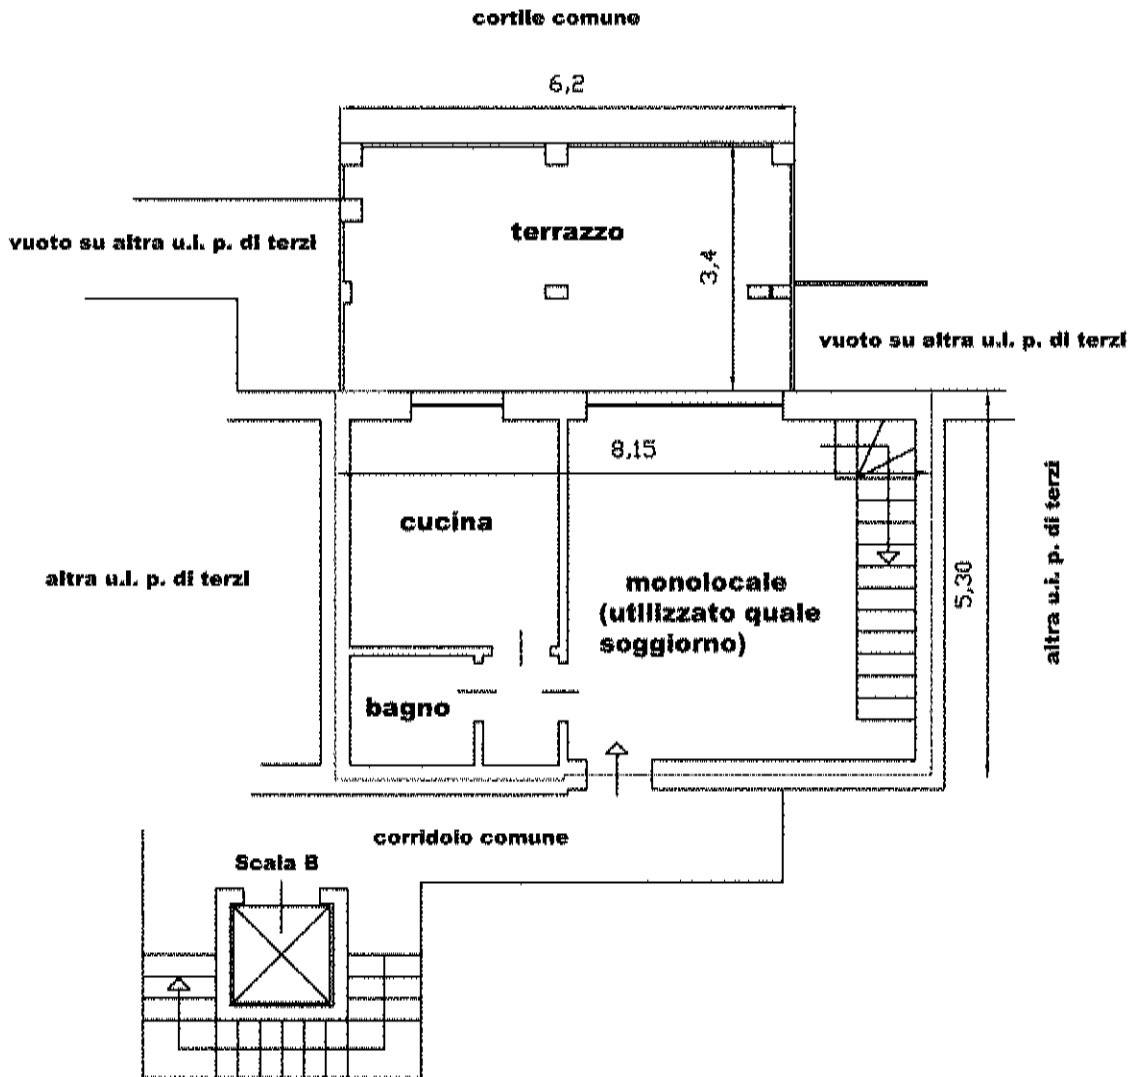 cortile comune
6,2
terrazzo
vuoto su altra u.i. p. di terzi
3,4
vuoto su altra u.i. p. di terzi
8,15
cucina
altra u.i. p. di terzi
monolocale
(utilizzato quale
soggiorno)
5,30
altra u.i. p. di terzi
bagno
corridoio comune
Scala B